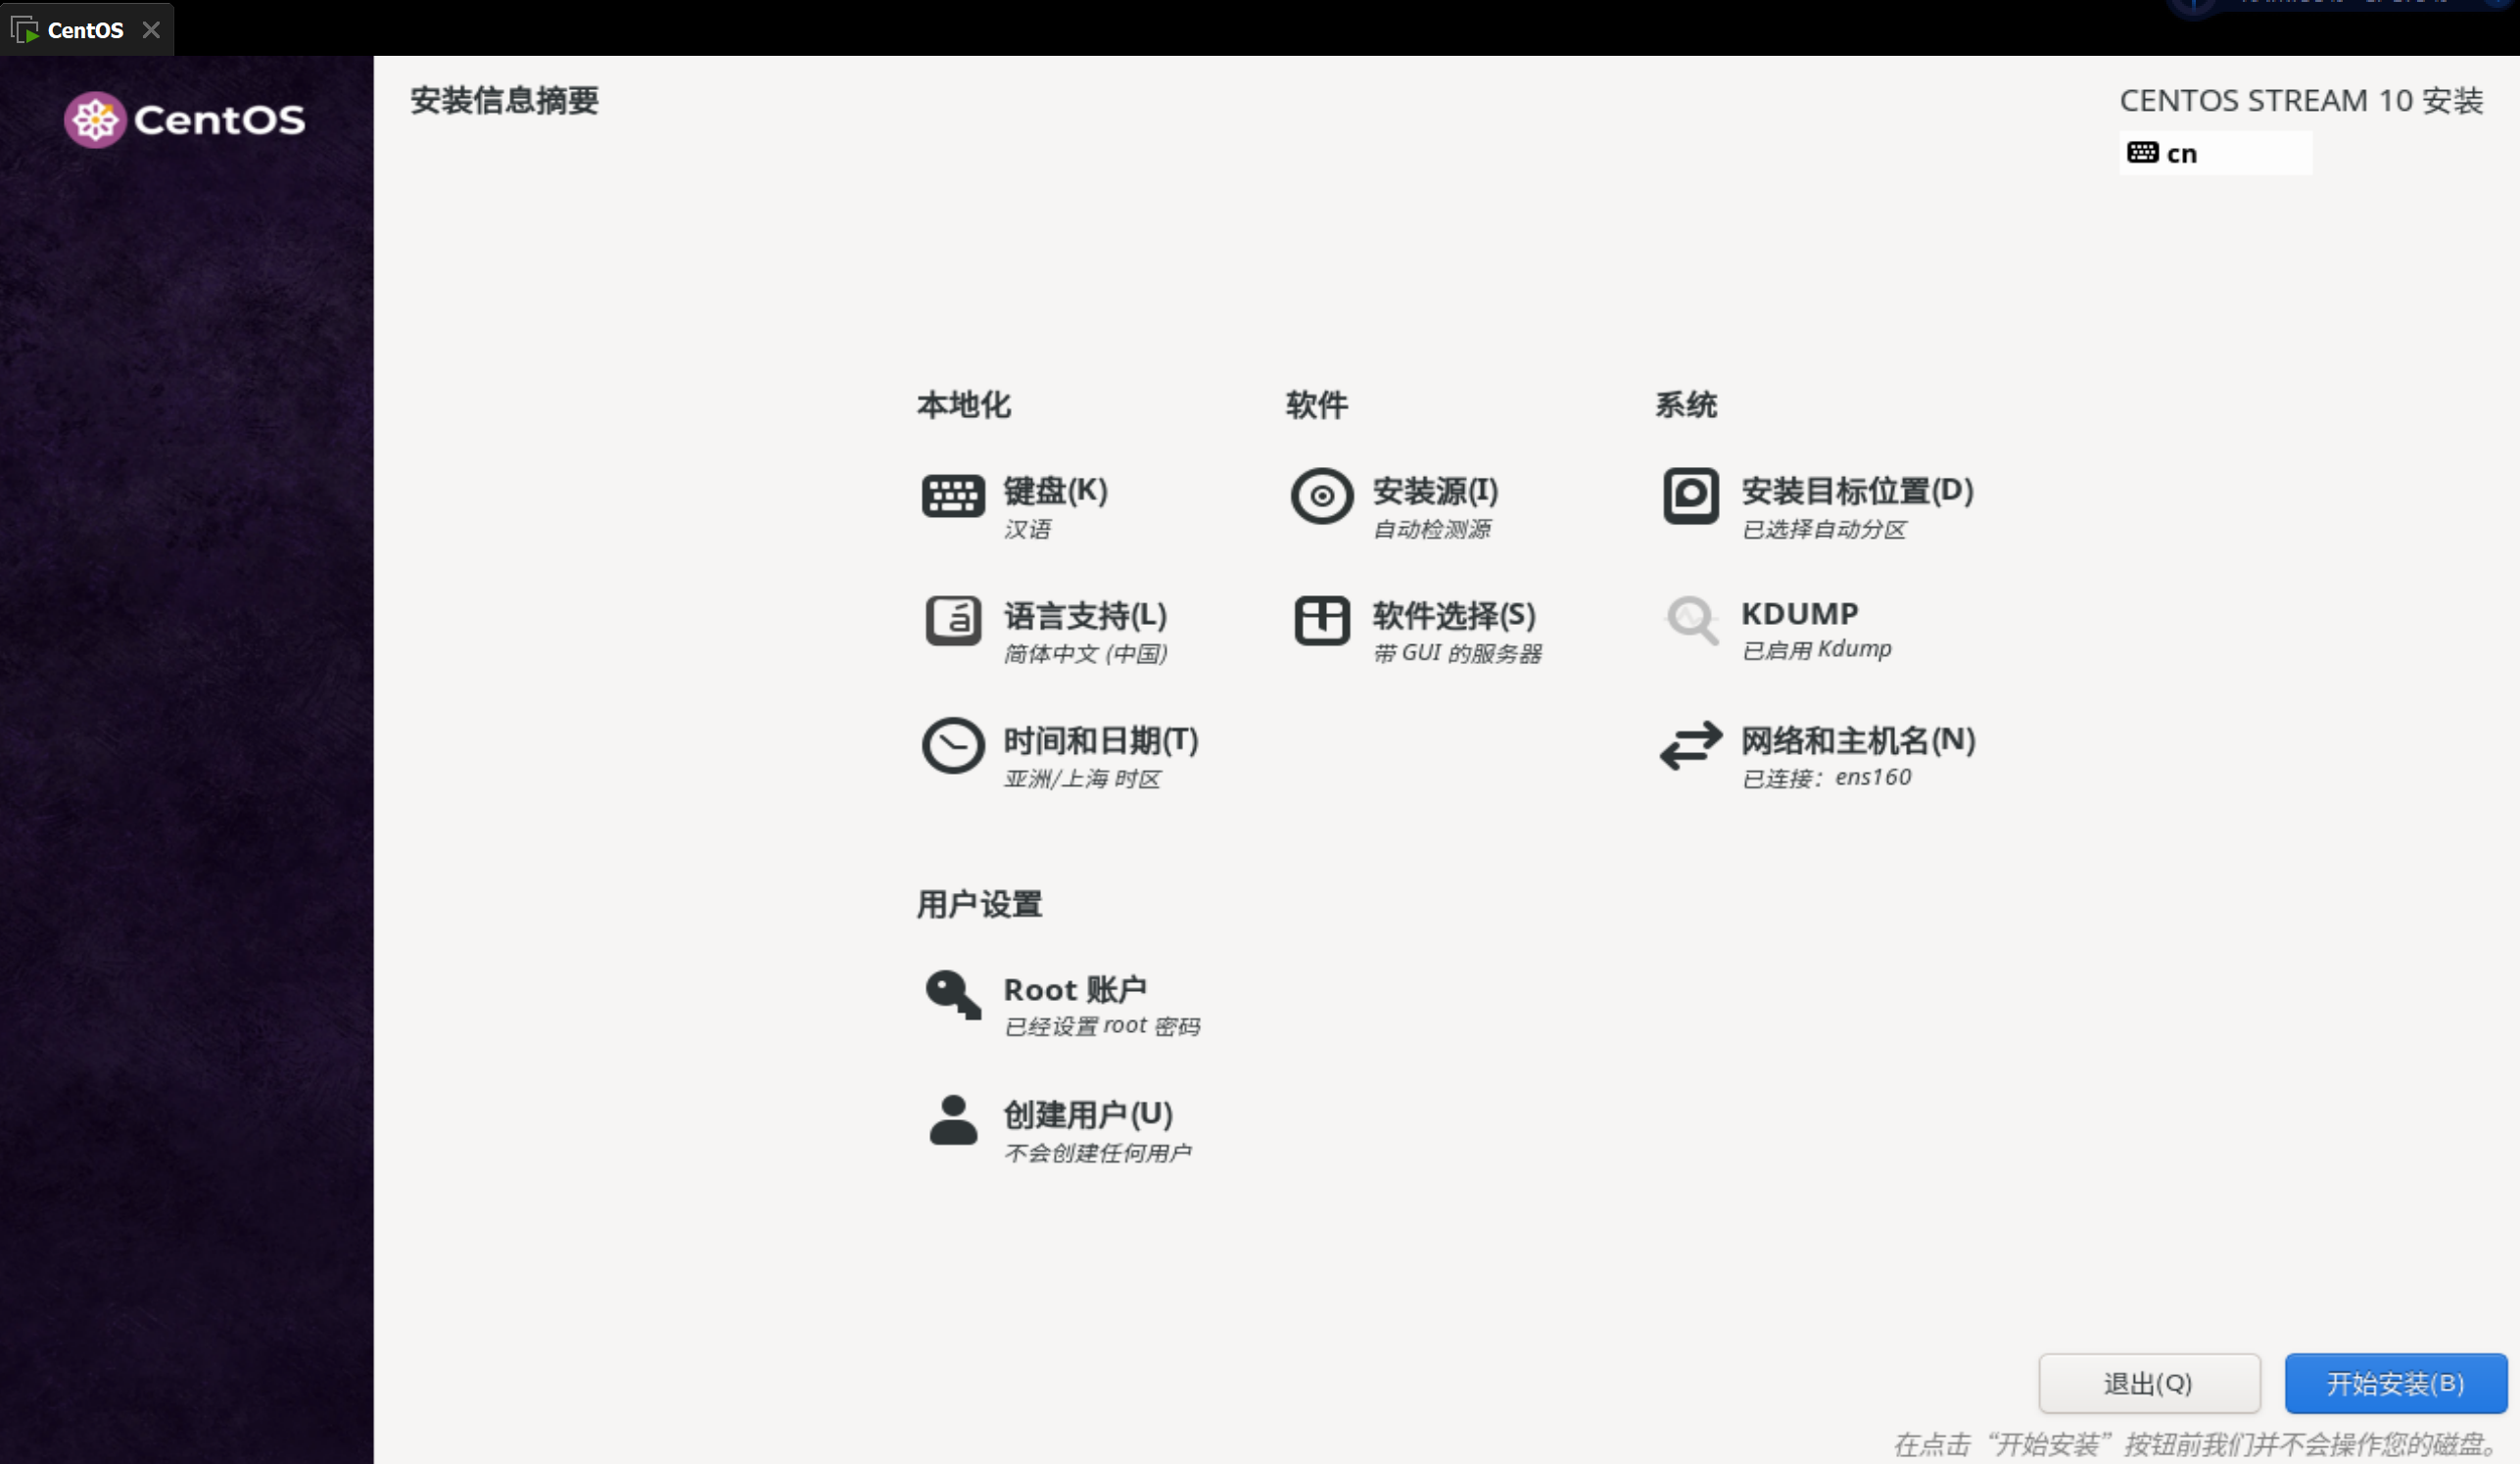 CentOS
CentOS
安装信息摘要
CENTOS STREAM 10 安装
cn
本地化
键盘(K)
汉语
语言支持(L)
简体中文 (中国)
时间和日期(T)
亚洲/上海 时区
软件
安装源(I)
自动检测源
软件选择(S)
带 GUI 的服务器
系统
安装目标位置(D)
已选择自动分区
KDUMP
已启用 Kdump
网络和主机名(N)
已连接：ens160
用户设置
Root 账户
已经设置 root 密码
创建用户(U)
不会创建任何用户
退出(Q)
开始安装(B)
在点击“开始安装”按钮前我们并不会操作您的磁盘。